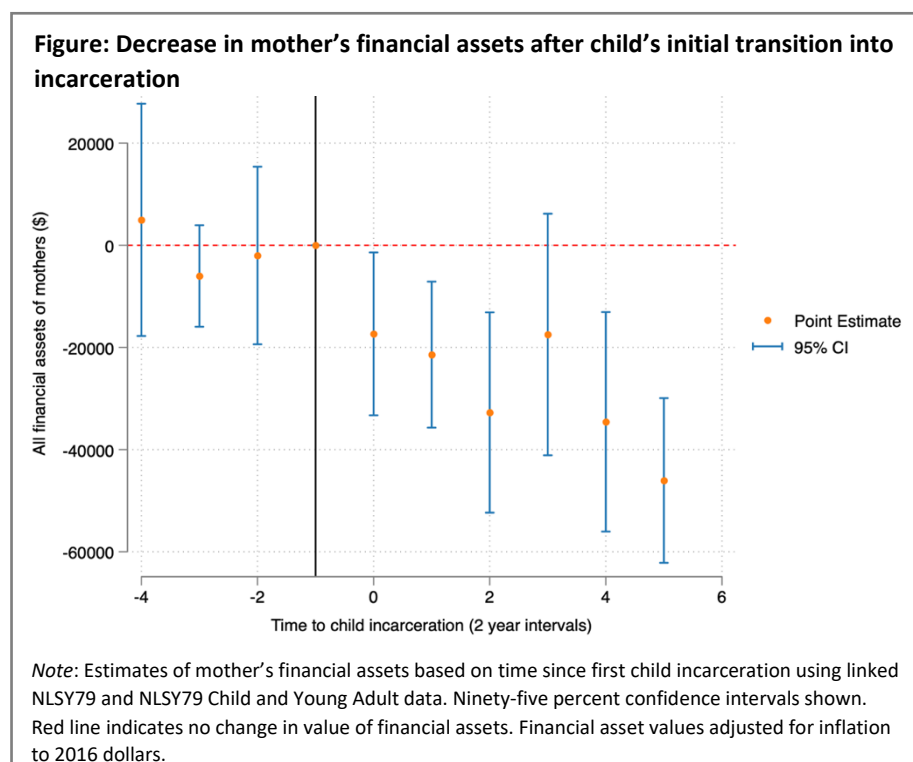 Figure: Decrease in mother’s financial assets after child’s initial transition into
incarceration
All financial assets of mothers ($)
20000
0
-20000
-40000
-60000
-4
-2
0
2
4
6
Time to child incarceration (2 year intervals)
Point Estimate
95% CI
Note: Estimates of mother’s financial assets based on time since first child incarceration using linked
NLSY79 and NLSY79 Child and Young Adult data. Ninety-five percent confidence intervals shown.
Red line indicates no change in value of financial assets. Financial asset values adjusted for inflation
to 2016 dollars.